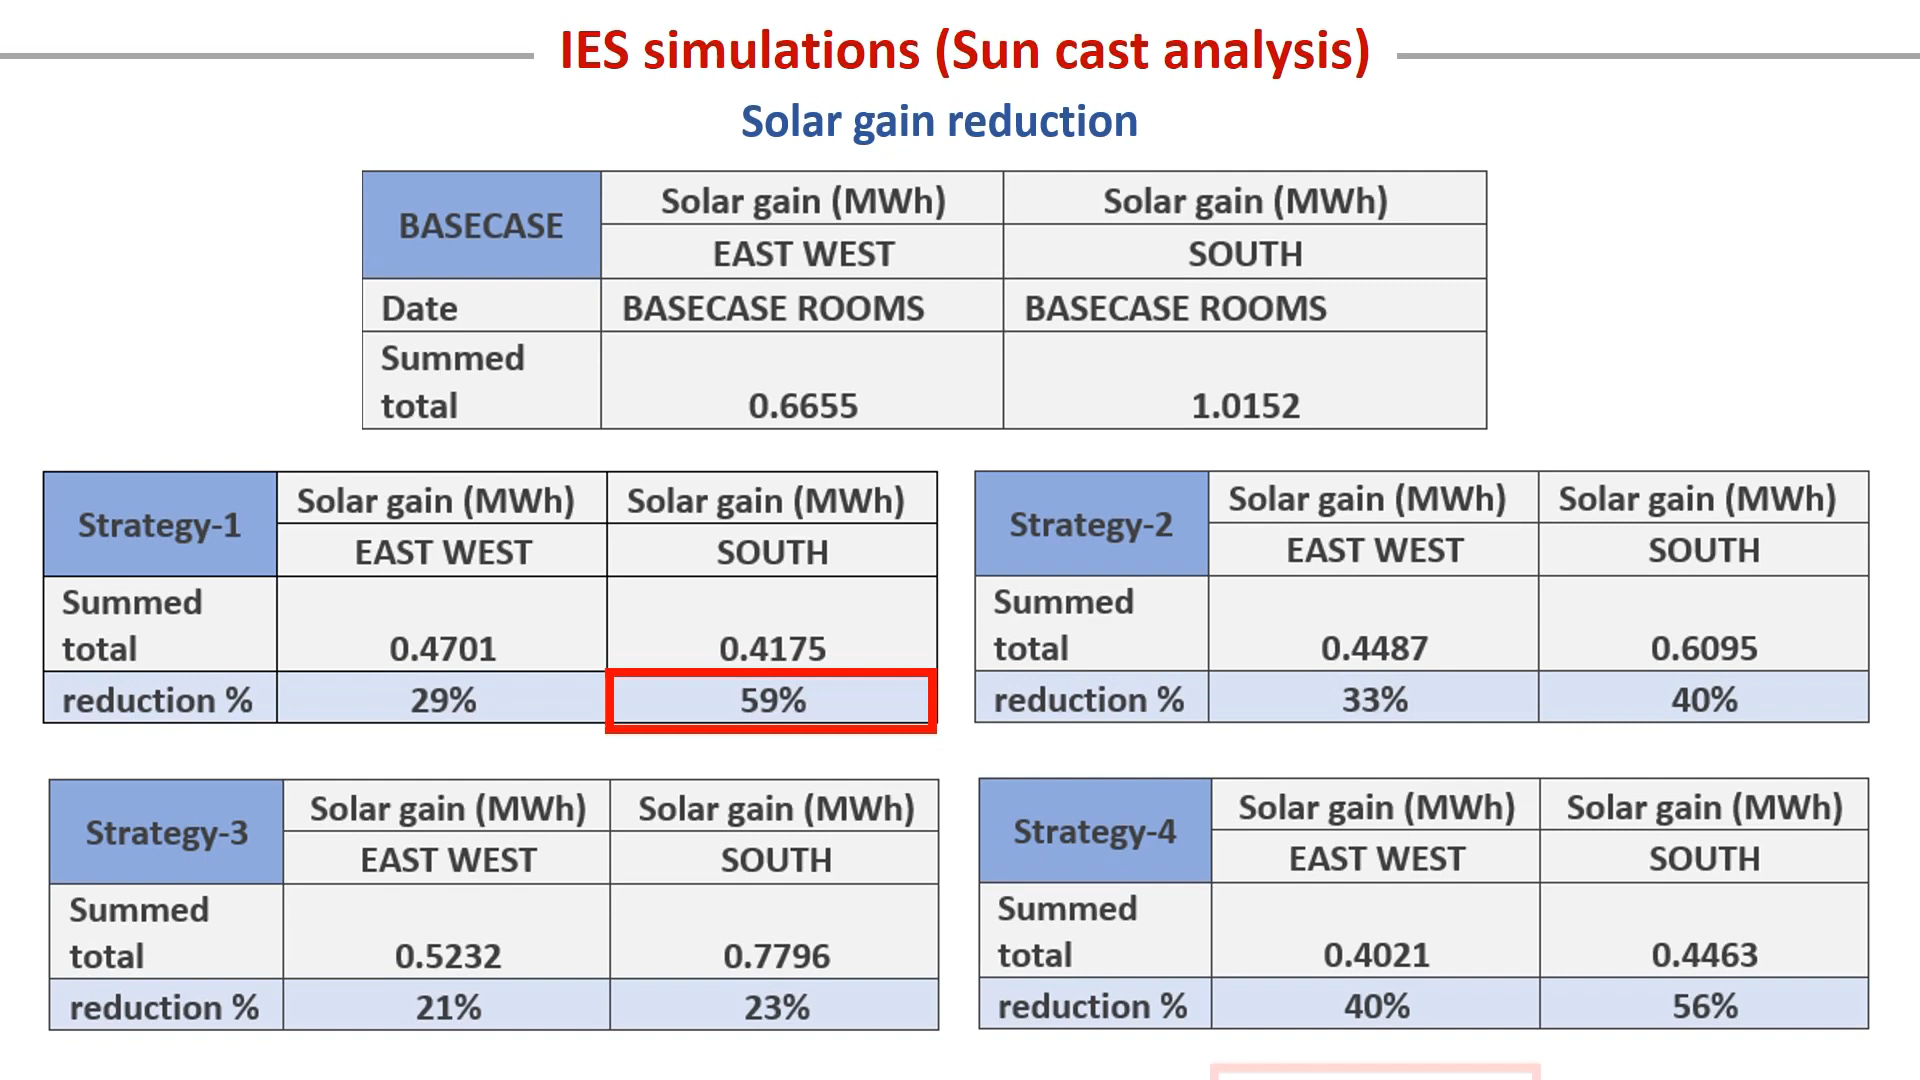 IES simulations (Sun cast analysis)
Solar gain reduction
BASECASE
Solar gain (MWh)
Solar gain (MWh)
EAST WEST
SOUTH
Date
BASECASE ROOMS
BASECASE ROOMS
Summed
total
0.6655
1.0152
Strategy-1
Solar gain (MWh)
Solar gain (MWh)
EAST WEST
SOUTH
Summed
total
0.4701
0.4175
reduction %
29%
59%
Strategy-2
Solar gain (MWh)
Solar gain (MWh)
EAST WEST
SOUTH
Summed
total
0.4487
0.6095
reduction %
33%
40%
Strategy-3
Solar gain (MWh)
Solar gain (MWh)
EAST WEST
SOUTH
Summed
total
0.5232
0.7796
reduction %
21%
23%
Strategy-4
Solar gain (MWh)
Solar gain (MWh)
EAST WEST
SOUTH
Summed
total
0.4021
0.4463
reduction %
40%
56%